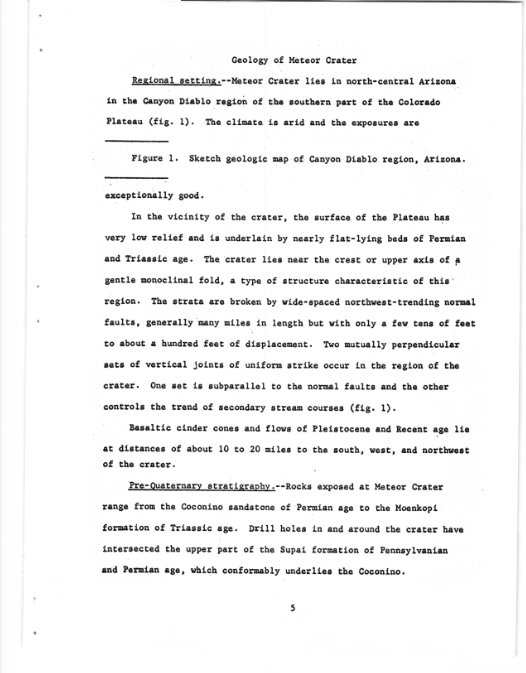 Geology of Meteor Crater
Regional setting.--Meteor Crater lies in north-central Arizona
in the Canyon Diablo region of the southern part of the Colorado
Plateau (fig. 1). The climate is arid and the exposures are
Figure 1. Sketch geologic map of Canyon Diablo region, Arizona.
exceptionally good.
In the vicinity of the crater, the surface of the Plateau has
very low relief and is underlain by nearly flat-lying beds of Permian
and Triassic age. The crater lies near the crest or upper axis of a
gentle monoclinal fold, a type of structure characteristic of this
region. The strata are broken by wide-spaced northwest-trending normal
faults, generally many miles in length but with only a few tens of feet
to about a hundred feet of displacement. Two mutually perpendicular
sets of vertical joints of uniform strike occur in the region of the
crater. One set is subparallel to the normal faults and the other
controls the trend of secondary stream courses (fig. 1).
Basaltic cinder cones and flows of Pleistocene and Recent age lie
at distances of about 10 to 20 miles to the south, west, and northwest
of the crater.
Pre-Quaternary stratigraphy.--Rocks exposed at Meteor Crater
range from the Coconino sandstone of Permian age to the Moenkopi
formation of Triassic age. Drill holes in and around the crater have
intersected the upper part of the Supai formation of Pennsylvanian
and Permian age, which conformably underlies the Coconino.
5